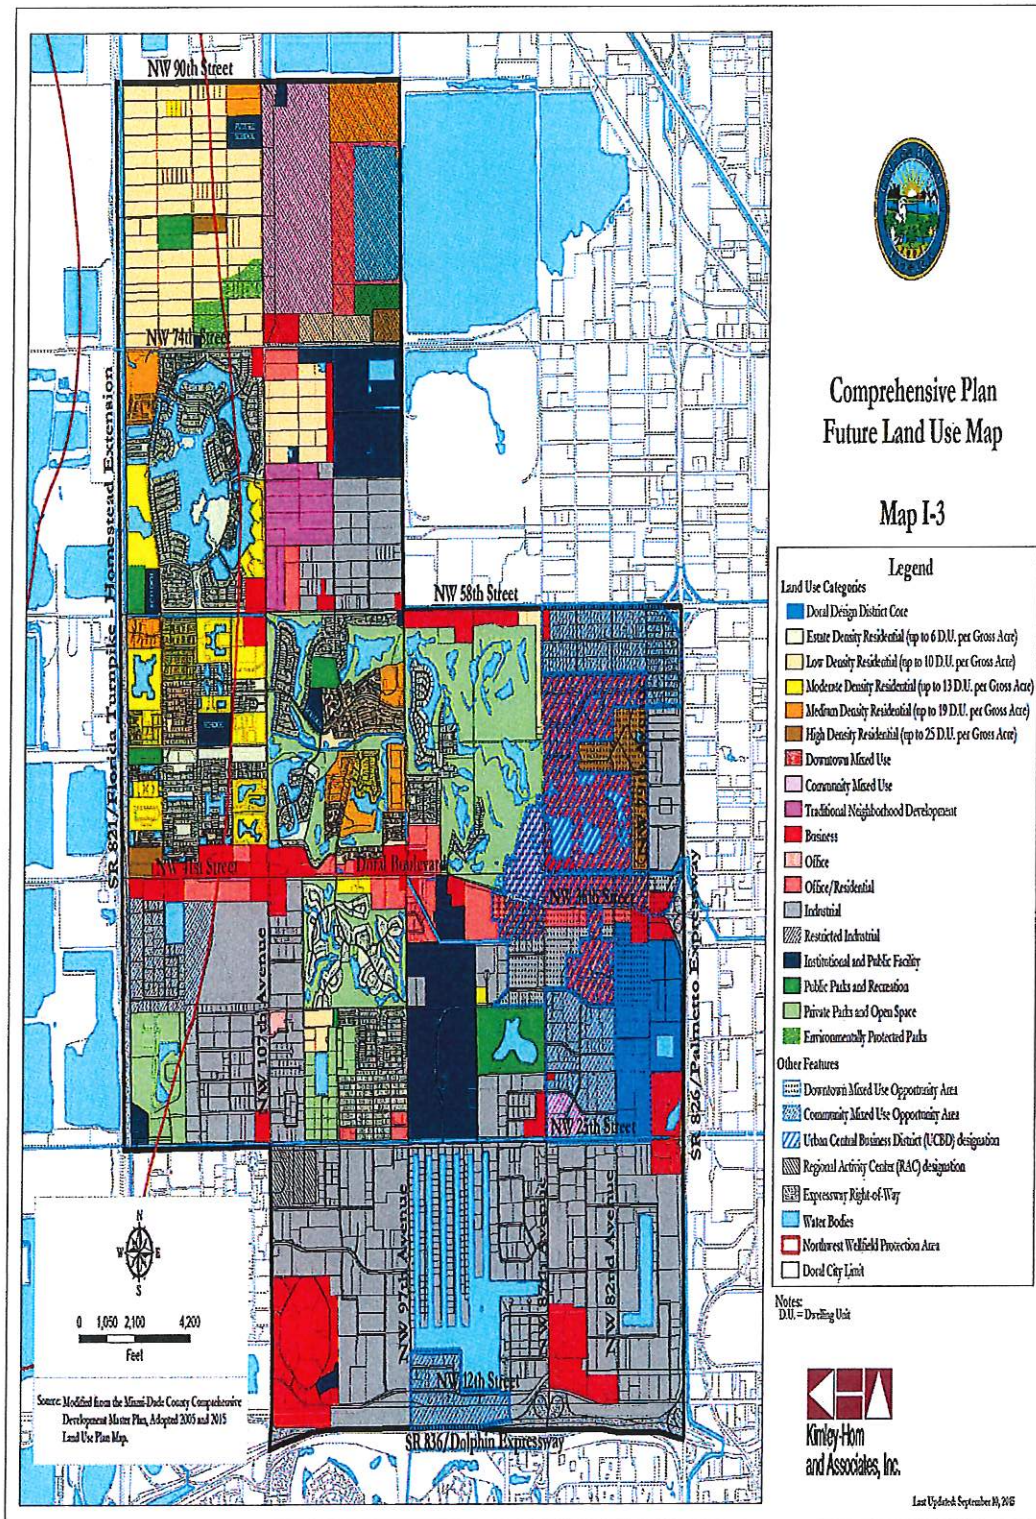 NW 90th Street
FUTURE
SCHOOL
NW 74th Street
SR 821/Florida Turnpike Homestead Extension
NW 58th Street
SCHOOL
NW 41st Street
Doral Boulevard
NW 36th Street
NW 107th Avenue
SR 826/Palmetto Expressway
NW 25th Street
NW 97th Avenue
NW 87th Avenue
NW 82nd Avenue
NW 12th Street
SR 836/Dolphin Expressway
N
W E
S
0 1,050 2,100 4,200
Feet
Source: Modified from the Miami-Dade County Comprehensive
Development Master Plan, Adopted 2005 and 2015
Land Use Plan Map.
Comprehensive Plan
Future Land Use Map
Map I-3
Legend
Land Use Categories
Doral Design District Core
Estate Density Residential (up to 6 D.U. per Gross Acre)
Low Density Residential (up to 10 D.U. per Gross Acre)
Moderate Density Residential (up to 13 D.U. per Gross Acre)
Medium Density Residential (up to 19 D.U. per Gross Acre)
High Density Residential (up to 25 D.U. per Gross Acre)
Downtown Mixed Use
Community Mixed Use
Traditional Neighborhood Development
Business
Office
Office/Residential
Industrial
Restricted Industrial
Institutional and Public Facility
Public Parks and Recreation
Private Parks and Open Space
Environmentally Protected Parks
Other Features
Downtown Mixed Use Opportunity Area
Community Mixed Use Opportunity Area
Urban Central Business District (UCBD) designation
Regional Activity Center (RAC) designation
Expressway Right-of-Way
Water Bodies
Northwest Wellfield Protection Area
Doral City Limit
Notes:
D.U. = Dwelling Unit
Kimley-Horn
and Associates, Inc.
Last Updated: September 10, 2015